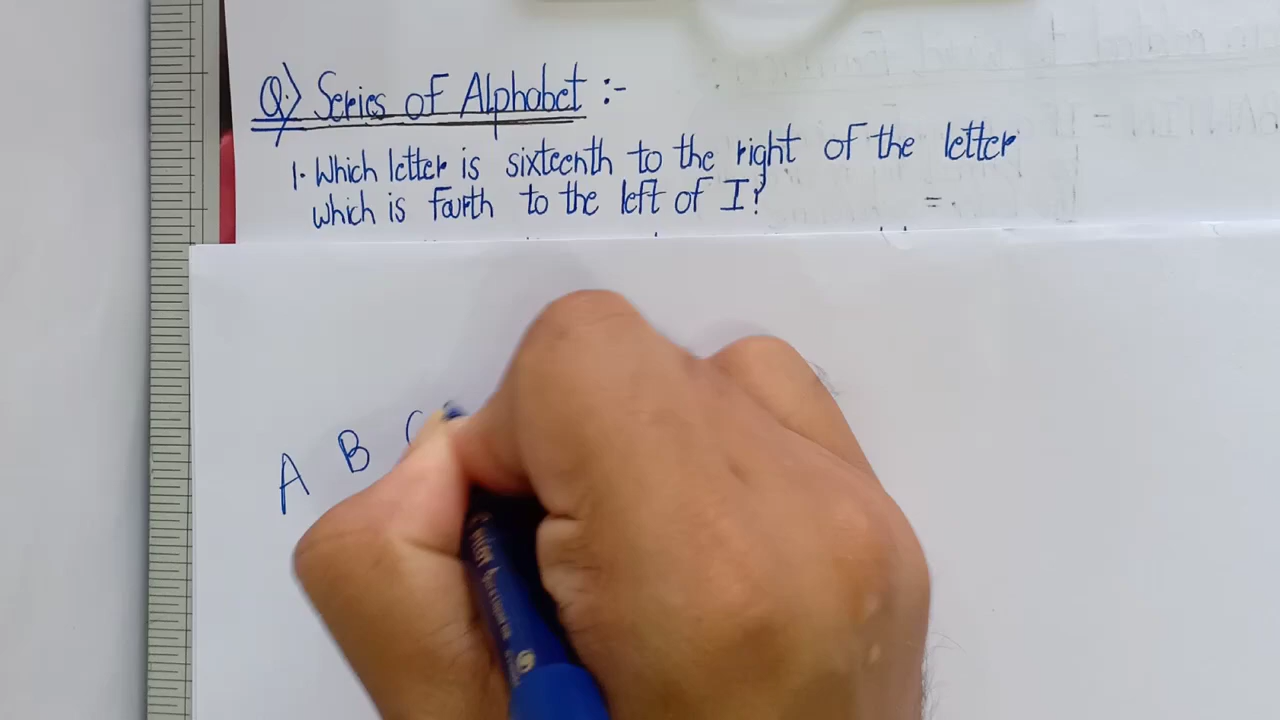 Q.) Series of Alphabet :-
1. Which letter is sixteenth to the right of the letter
which is fourth to the left of I?
A B C